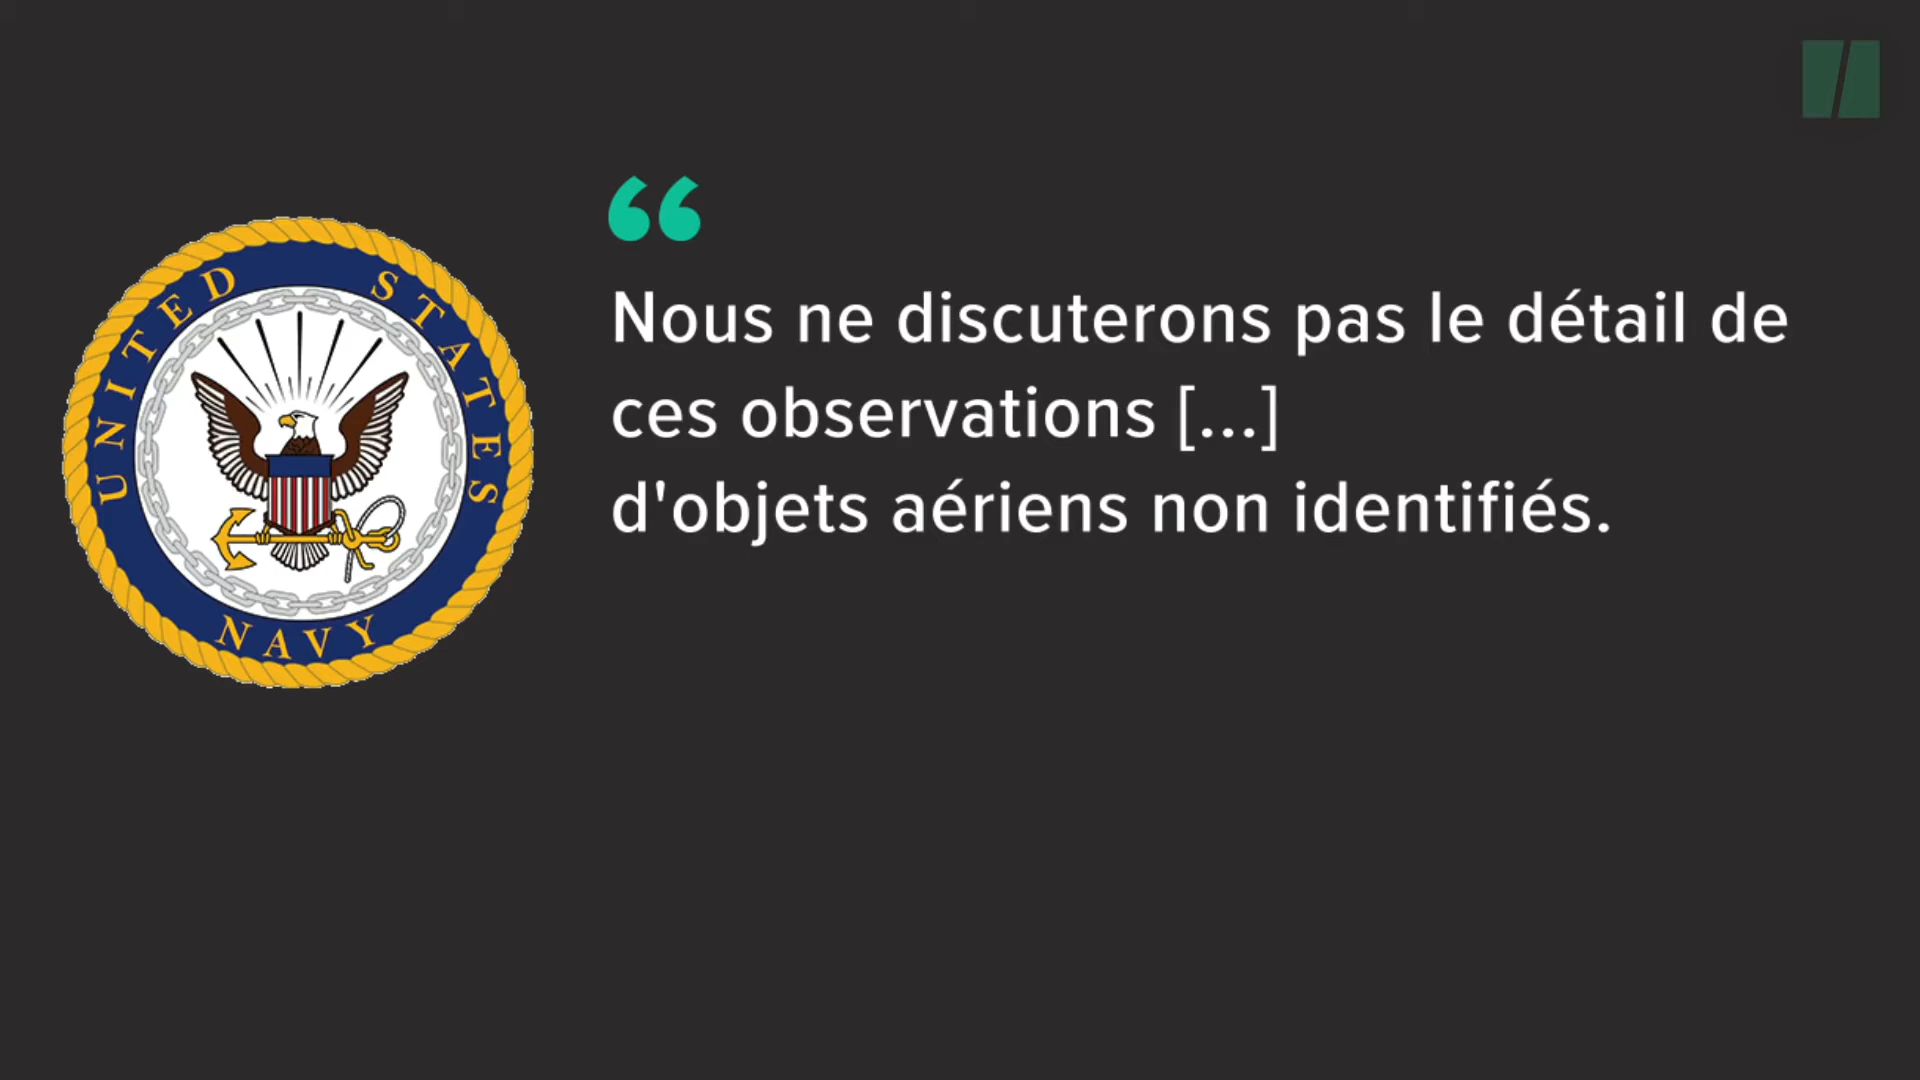 UNITED STATES
NAVY
“
Nous ne discuterons pas le détail de
ces observations [...]
d'objets aériens non identifiés.